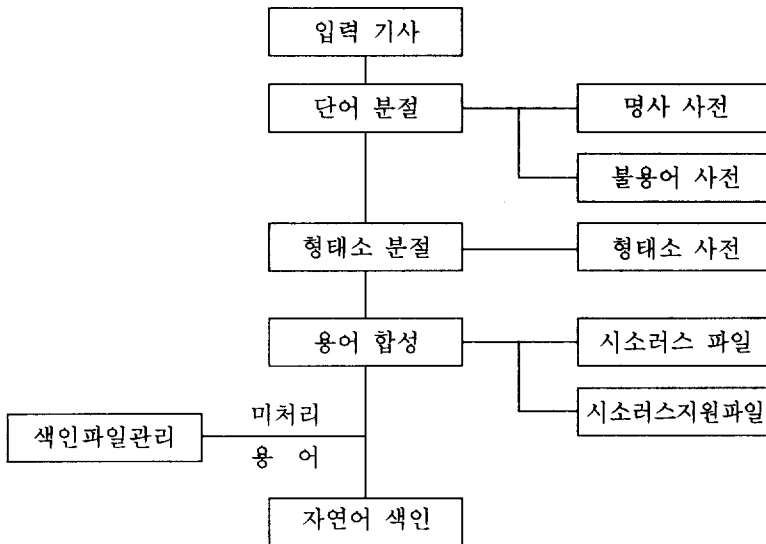 입력 기사
단어 분절
명사 사전
불용어 사전
형태소 분절
형태소 사전
용어 합성
시소러스 파일
시소러스지원파일
미처리
색인파일관리
용 어
자연어 색인